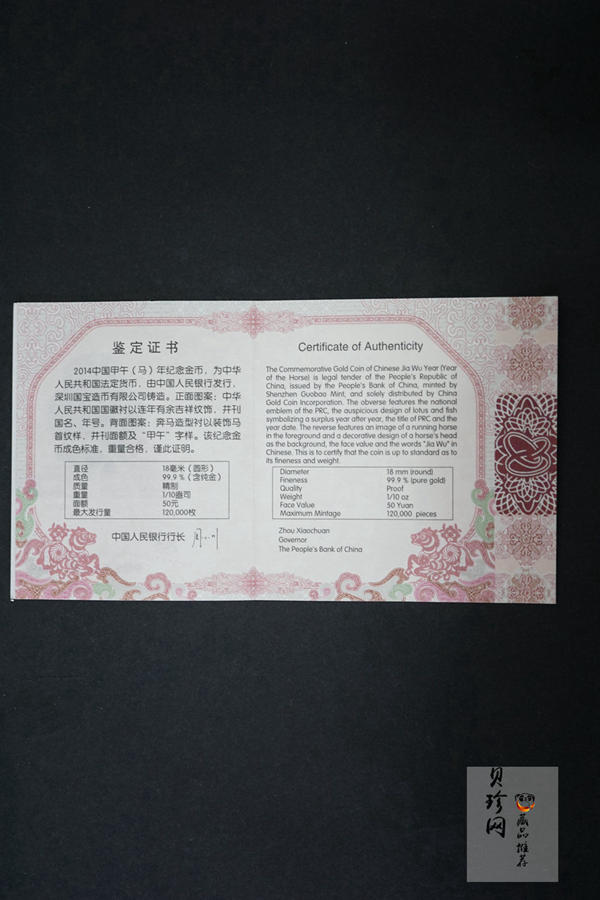 鉴定证书
2014中国甲午（马）年纪念金币，为中华
人民共和国法定货币，由中国人民银行发行，
深圳国宝造币有限公司铸造。正面图案：中华
人民共和国国徽衬以连年有余吉祥纹饰，并刊
国名、年号。背面图案：奔马造型衬以装饰马
首纹样，并刊面额及“甲午”字样。该纪念金
币成色标准，重量合格，谨此证明。
直径 18毫米（圆形）
成色 99.9％（含纯金）
质量 精制
重量 1/10盎司
面额 50元
最大发行量 120,000枚
中国人民银行行长
Certificate of Authenticity
The Commemorative Gold Coin of Chinese Jia Wu Year (Year
of the Horse) is legal tender of the People's Republic of
China, issued by the People's Bank of China, minted by
Shenzhen Guobao Mint, and solely distributed by China
Gold Coin Incorporation. The obverse features the national
emblem of the PRC, the auspicious design of lotus and fish
symbolizing a surplus year after year, the title of PRC and the
year date. The reverse features an image of a running horse
in the foreground and a decorative design of a horse's head
as the background, the face value and the words "Jia Wu" in
Chinese. This is to certify that the coin is up to standard as to
its fineness and weight.
Diameter 18 mm (round)
Fineness 99.9 % (pure gold)
Quality Proof
Weight 1/10 oz
Face Value 50 Yuan
Maximum Mintage 120,000 pieces
Zhou Xiaochuan
Governor
The People's Bank of China
贝珍网
藏品推荐